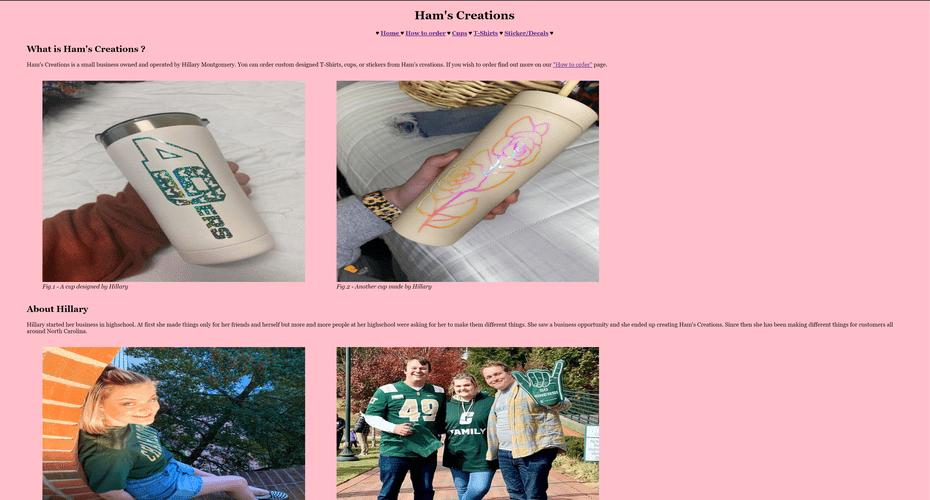 Ham's Creations
♥ Home ♥ How to order ♥ Cups ♥ T-Shirts ♥ Sticker/Decals ♥
What is Ham's Creations ?
Ham's Creations is a small business owned and operated by Hillary Montgomery. You can order custom designed T-Shirts, cups, or stickers from Ham's creations. If you wish to order find out more on our "How to order" page.
49ERS
Fig.1 - A cup designed by Hillary
Fig.2 - Another cup made by Hillary
About Hillary
Hillary started her business in highschool. At first she made things only for her friends and herself but more and more people at her highschool were asking for her to make them different things. She saw a business opportunity and she ended up creating Ham's Creations. Since then she has been making different things for customers all
around North Carolina.
49
C
FAMILY